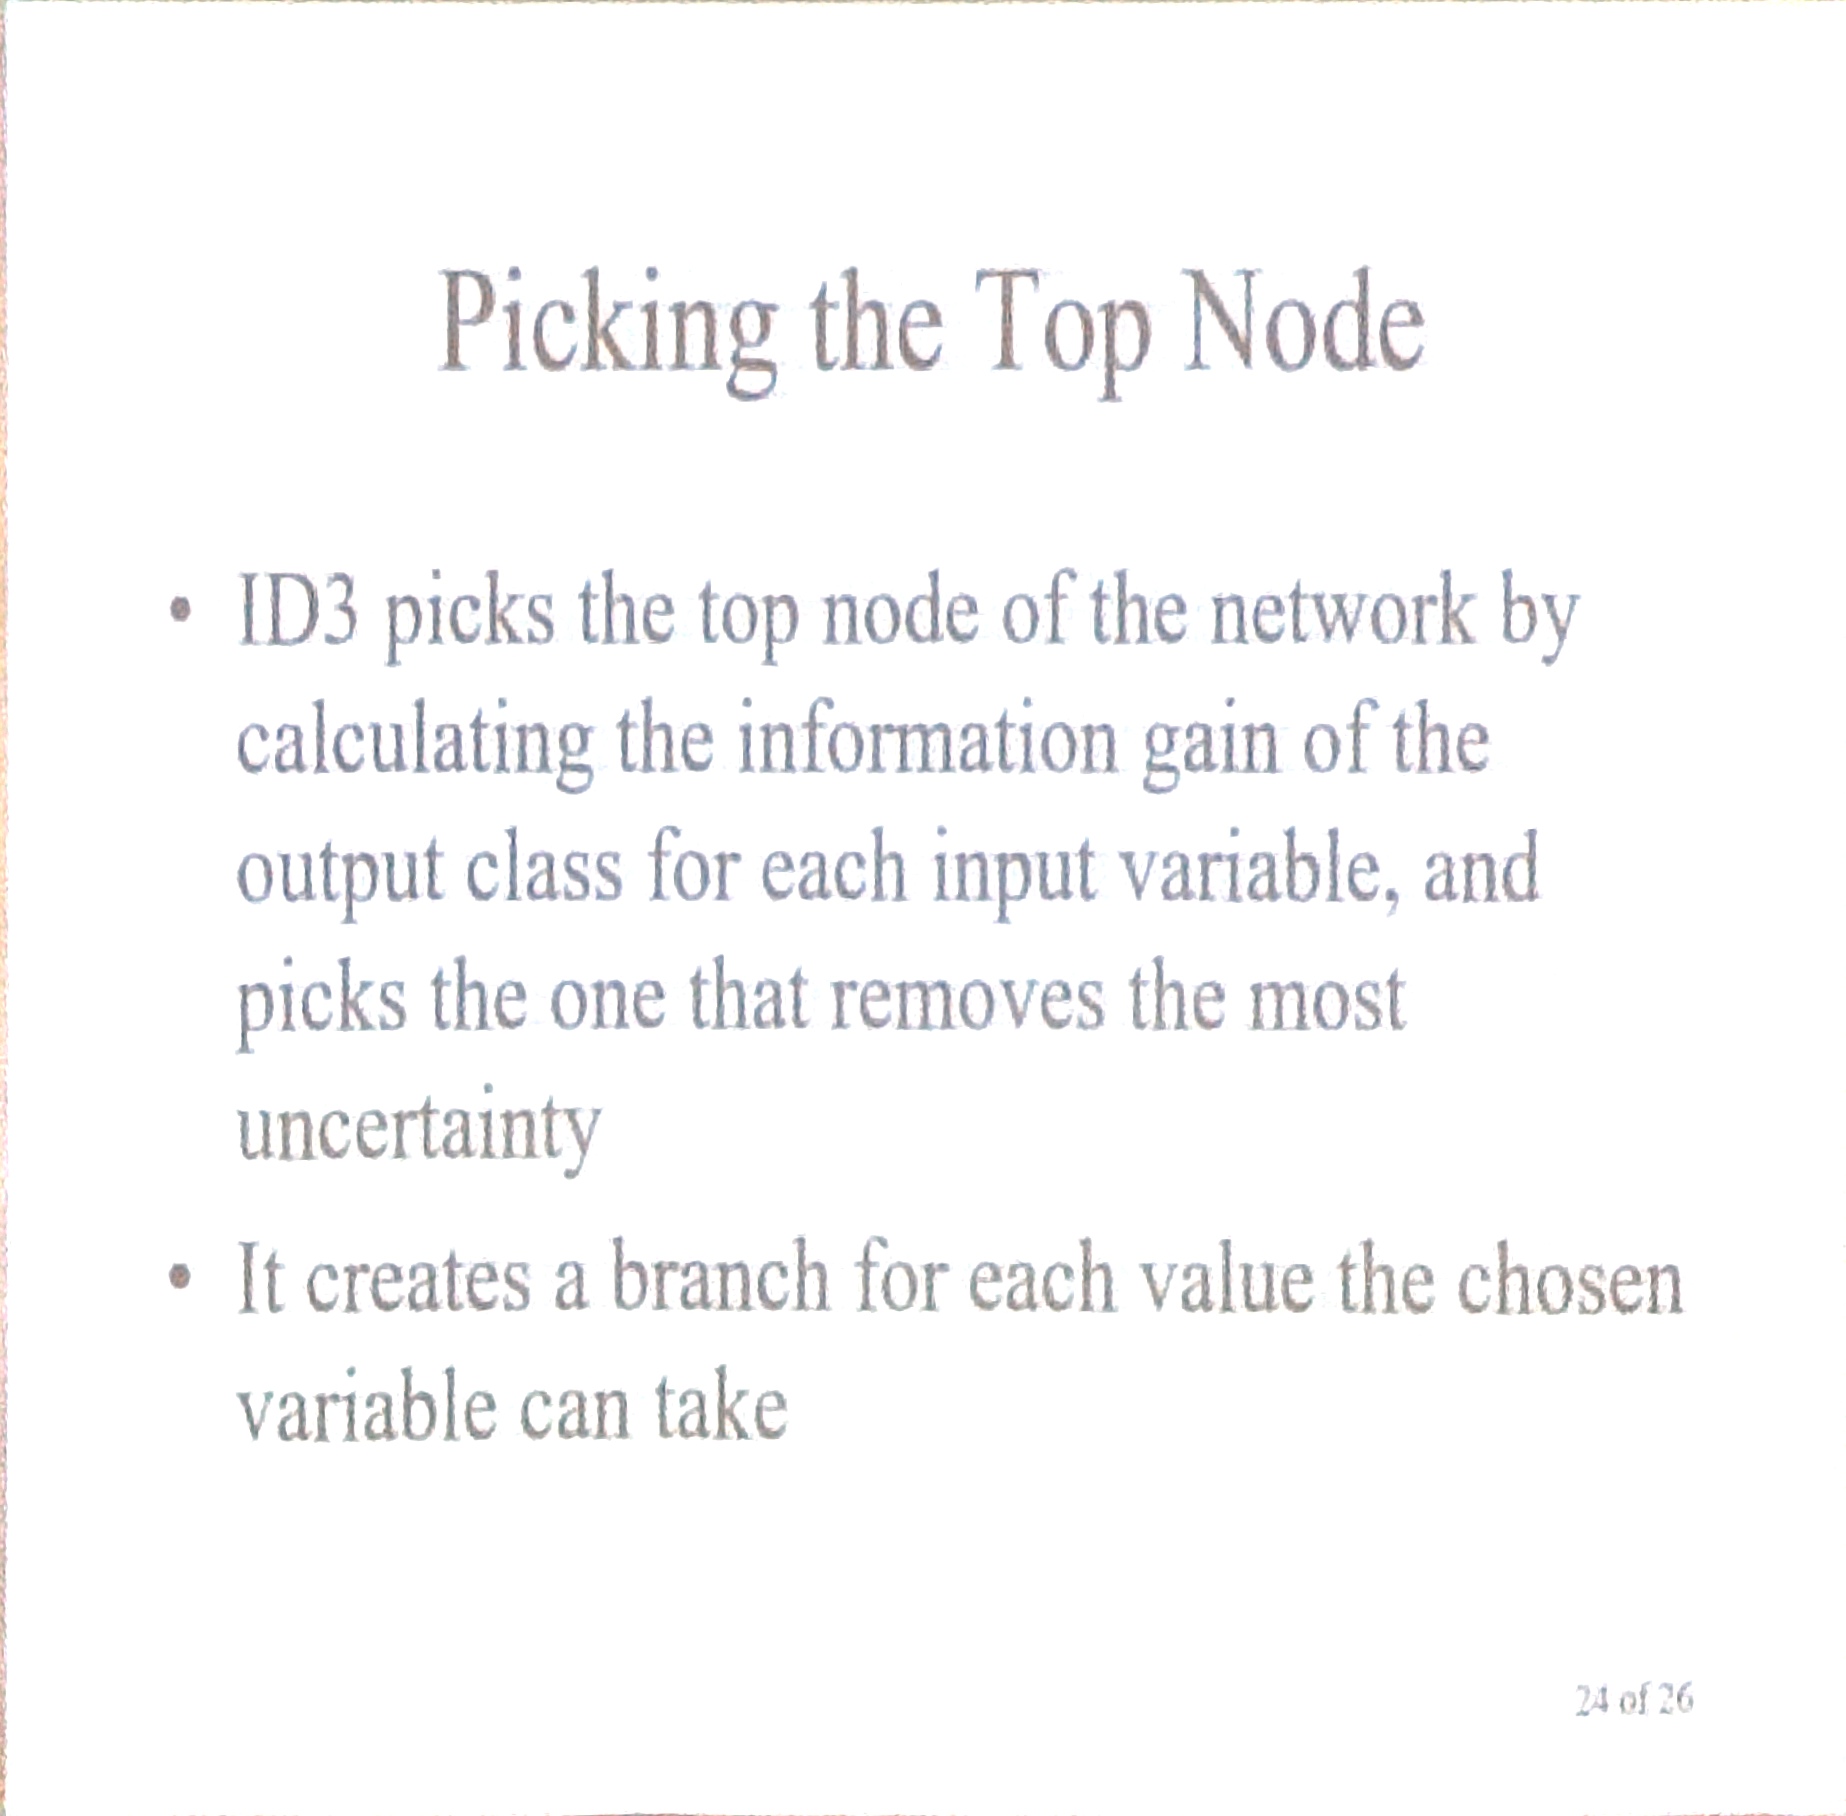 Picking the Top Node
• ID3 picks the top node of the network by
calculating the information gain of the
output class for each input variable, and
picks the one that removes the most
uncertainty
• It creates a branch for each value the chosen
variable can take
24 of 26